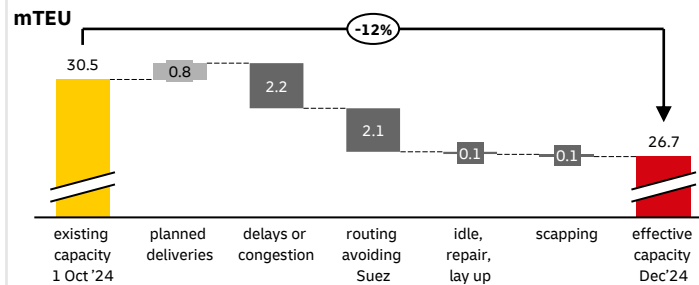 mTEU
-12%
30.5
0.8
2.2
2.1
0.1
0.1
26.7
existing
capacity
1 Oct ’24
planned
deliveries
delays or
congestion
routing
avoiding
Suez
idle,
repair,
lay up
scapping
effective
capacity
Dec’24